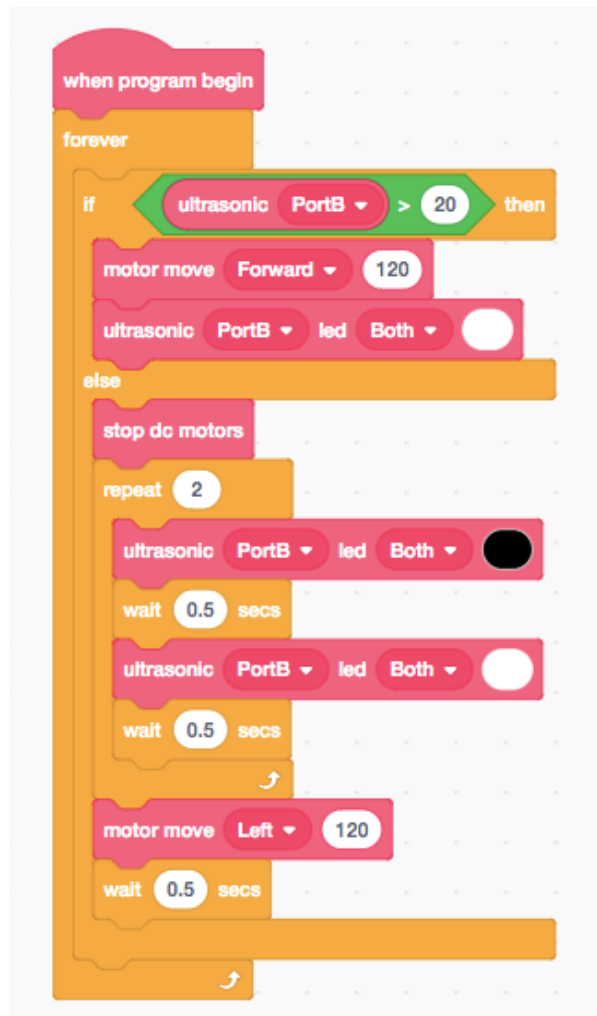 when program begin
forever
if ultrasonic PortB > 20 then
motor move Forward 120
ultrasonic PortB led Both
else
stop dc motors
repeat 2
ultrasonic PortB led Both
wait 0.5 secs
ultrasonic PortB led Both
wait 0.5 secs
motor move Left 120
wait 0.5 secs